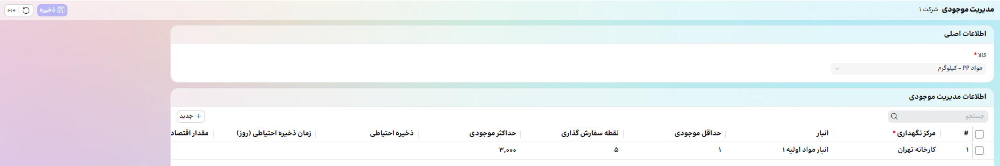 مدیریت موجودی شرکت ۱
ذخیره
اطلاعات اصلی
کالا *
مواد PP - کیلوگرم
اطلاعات مدیریت موجودی
جستجو
+ جدید
# مرکز نگهداری * انبار حداقل موجودی نقطه سفارش گذاری حداکثر موجودی ذخیره احتیاطی زمان ذخیره احتیاطی (روز) مقدار اقتصاد
۱ کارخانه تهران انبار مواد اولیه ۱ ۱ ۵ ۳,۰۰۰